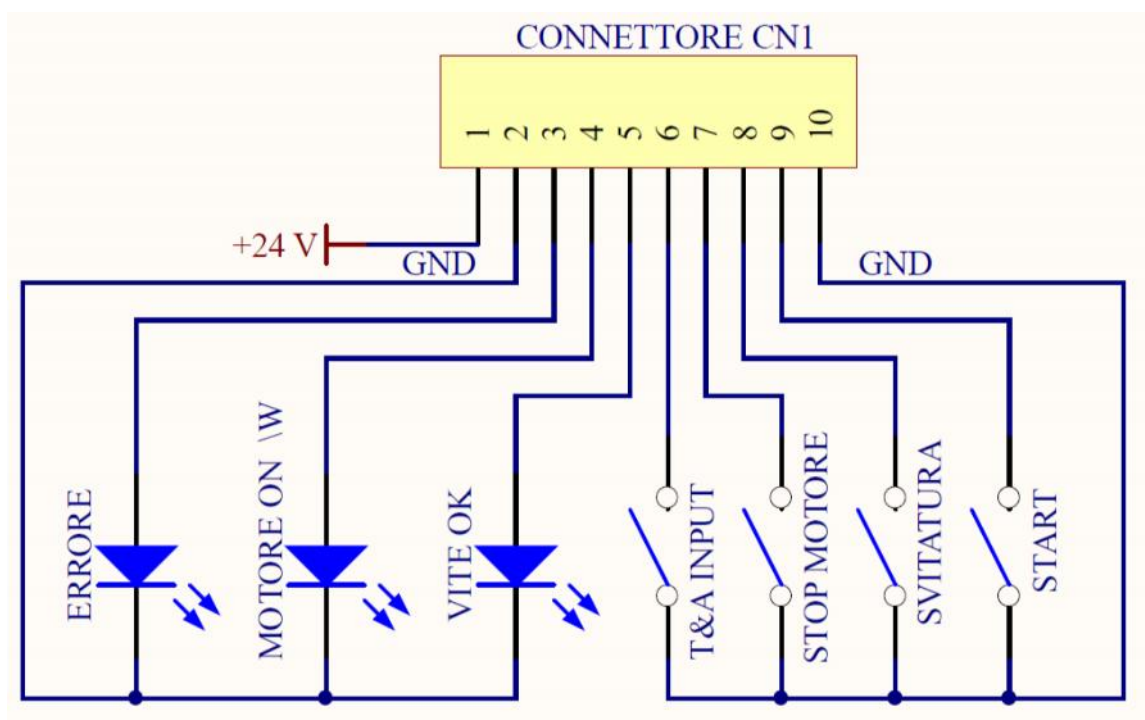 CONNETTORE CN1
1 2 3 4 5 6 7 8 9 10
+24 V
GND
GND
ERRORE
MOTORE ON \W
VITE OK
T&A INPUT
STOP MOTORE
SVITATURA
START